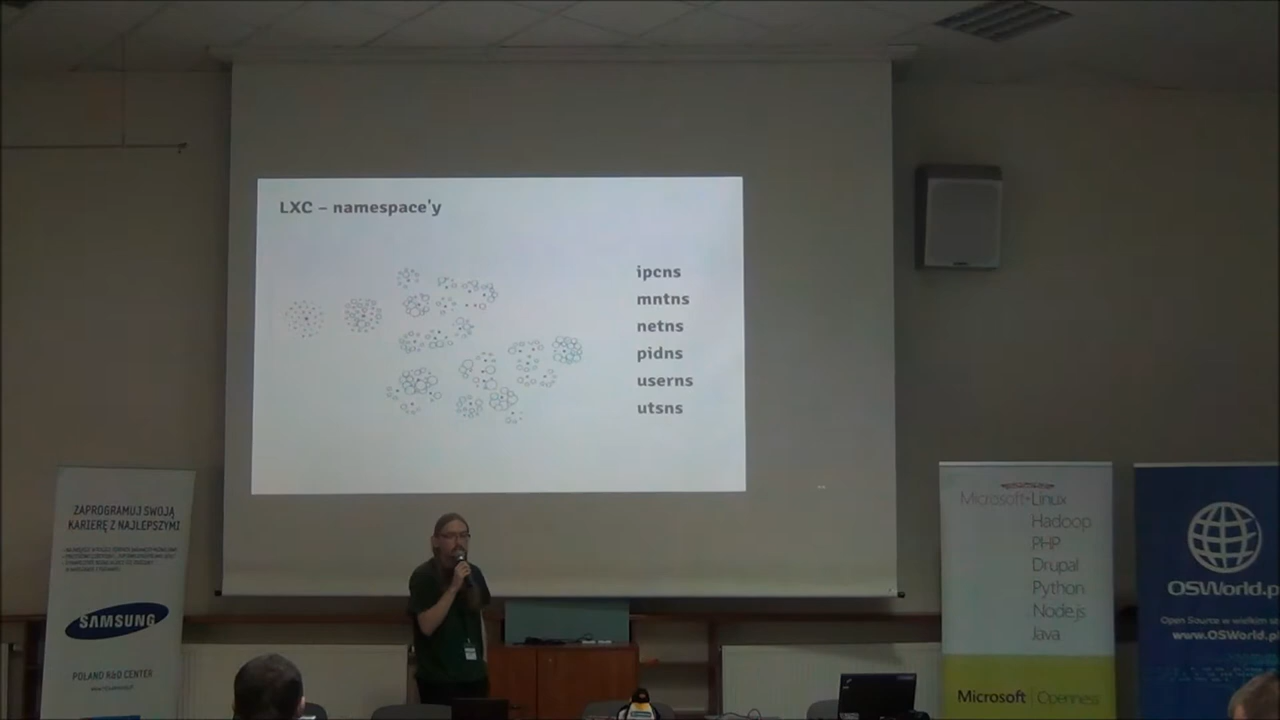 LXC – namespace'y
ipcns
mntns
netns
pidns
userns
utsns
ZAPROGRAMUJ SWOJĄ
KARIERĘ Z NAJLEPSZYMI
SAMSUNG
POLAND R&D CENTER
Microsoft Linux
Hadoop
PHP
Drupal
Python
Node.js
Java
Microsoft | Openness
OSWorld.p
Open Source w wielkim
www.OSWorld.p